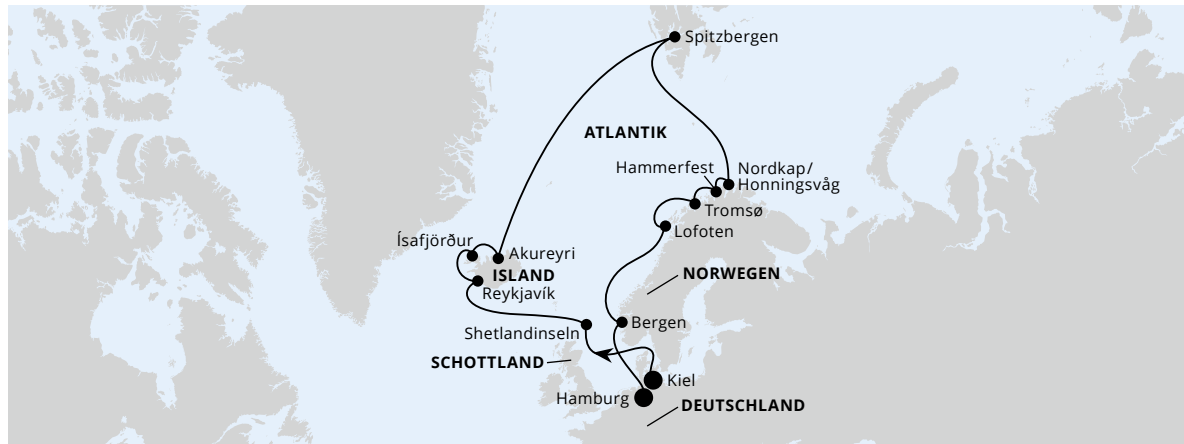 Spitzbergen
ATLANTIK
Hammerfest
Nordkap/
Honningsvåg
Tromsø
Lofoten
Ísafjörður
Akureyri
ISLAND
Reykjavík
NORWEGEN
Shetlandinseln
Bergen
SCHOTTLAND
Kiel
Hamburg
DEUTSCHLAND